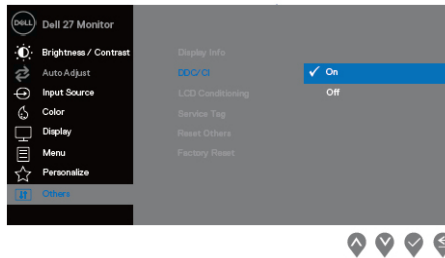 DELL Dell 27 Monitor
Brightness / Contrast
Auto Adjust
Input Source
Color
Display
Menu
Personalize
Others
Display Info
DDC/CI
LCD Conditioning
Service Tag
Reset Others
Factory Reset
On
Off